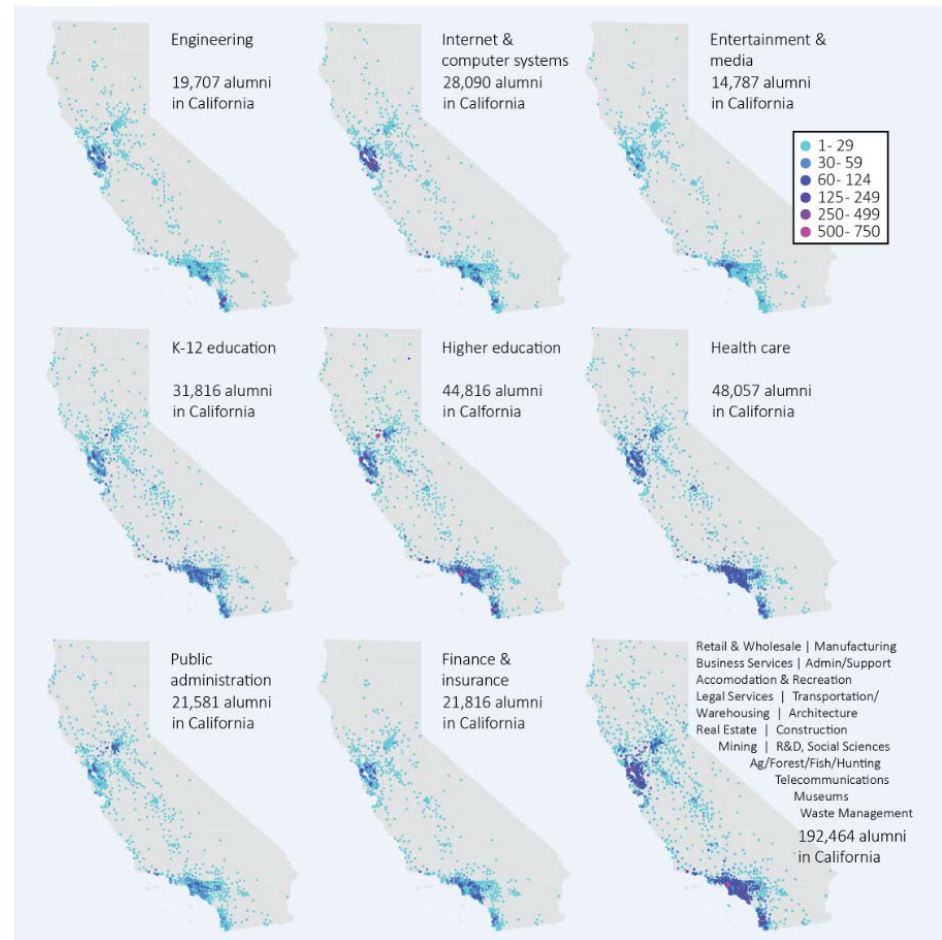 Engineering
19,707 alumni
in California
Internet &
computer systems
28,090 alumni
in California
Entertainment &
media
14,787 alumni
in California
1- 29
30- 59
60- 124
125- 249
250- 499
500- 750
K-12 education
31,816 alumni
in California
Higher education
44,816 alumni
in California
Health care
48,057 alumni
in California
Public
administration
21,581 alumni
in California
Finance &
insurance
21,816 alumni
in California
Retail & Wholesale | Manufacturing
Business Services | Admin/Support
Accomodation & Recreation
Legal Services | Transportation/
Warehousing | Architecture
Real Estate | Construction
Mining | R&D, Social Sciences
Ag/Forest/Fish/Hunting
Telecommunications
Museums
Waste Management
192,464 alumni
in California